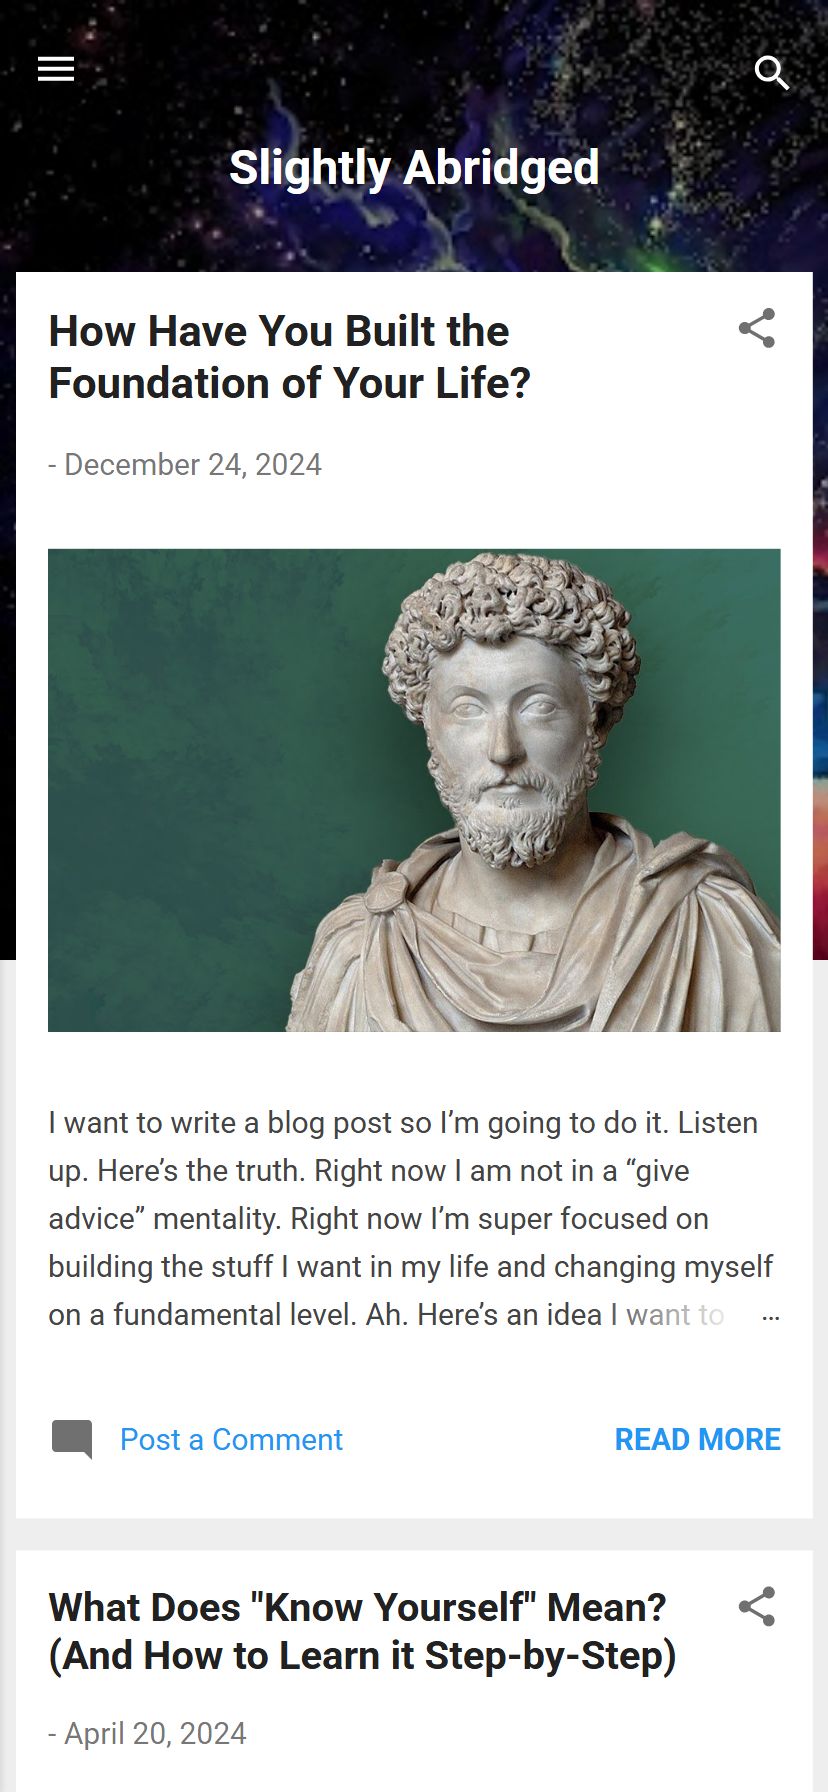 Slightly Abridged
How Have You Built the
Foundation of Your Life?
- December 24, 2024
I want to write a blog post so I’m going to do it. Listen
up. Here’s the truth. Right now I am not in a “give
advice” mentality. Right now I’m super focused on
building the stuff I want in my life and changing myself
on a fundamental level. Ah. Here’s an idea I want to ...
Post a Comment READ MORE
What Does "Know Yourself" Mean?
(And How to Learn it Step-by-Step)
- April 20, 2024